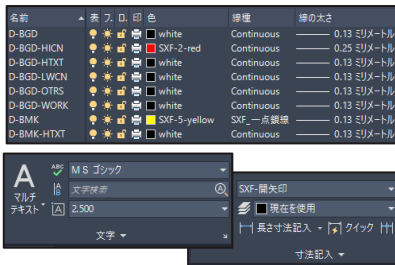 名前 表 フ. ロ. 印 色 線種 線の太さ
D-BGD white Continuous 0.13 ミリメートル
D-BGD-HICN SXF-2-red Continuous 0.25 ミリメートル
D-BGD-HTXT white Continuous 0.13 ミリメートル
D-BGD-LWCN white Continuous 0.13 ミリメートル
D-BGD-OTRS white Continuous 0.13 ミリメートル
D-BGD-WORK white Continuous 0.13 ミリメートル
D-BMK SXF-5-yellow SXF_一点鎖線 0.13 ミリメートル
D-BMK-HTXT white Continuous 0.13 ミリメートル
A
マルチ
テキスト
ABC MS ゴシック
文字検索
A 2.500
文字
SXF-開矢印
現在を使用
長さ寸法記入 クイック
寸法記入